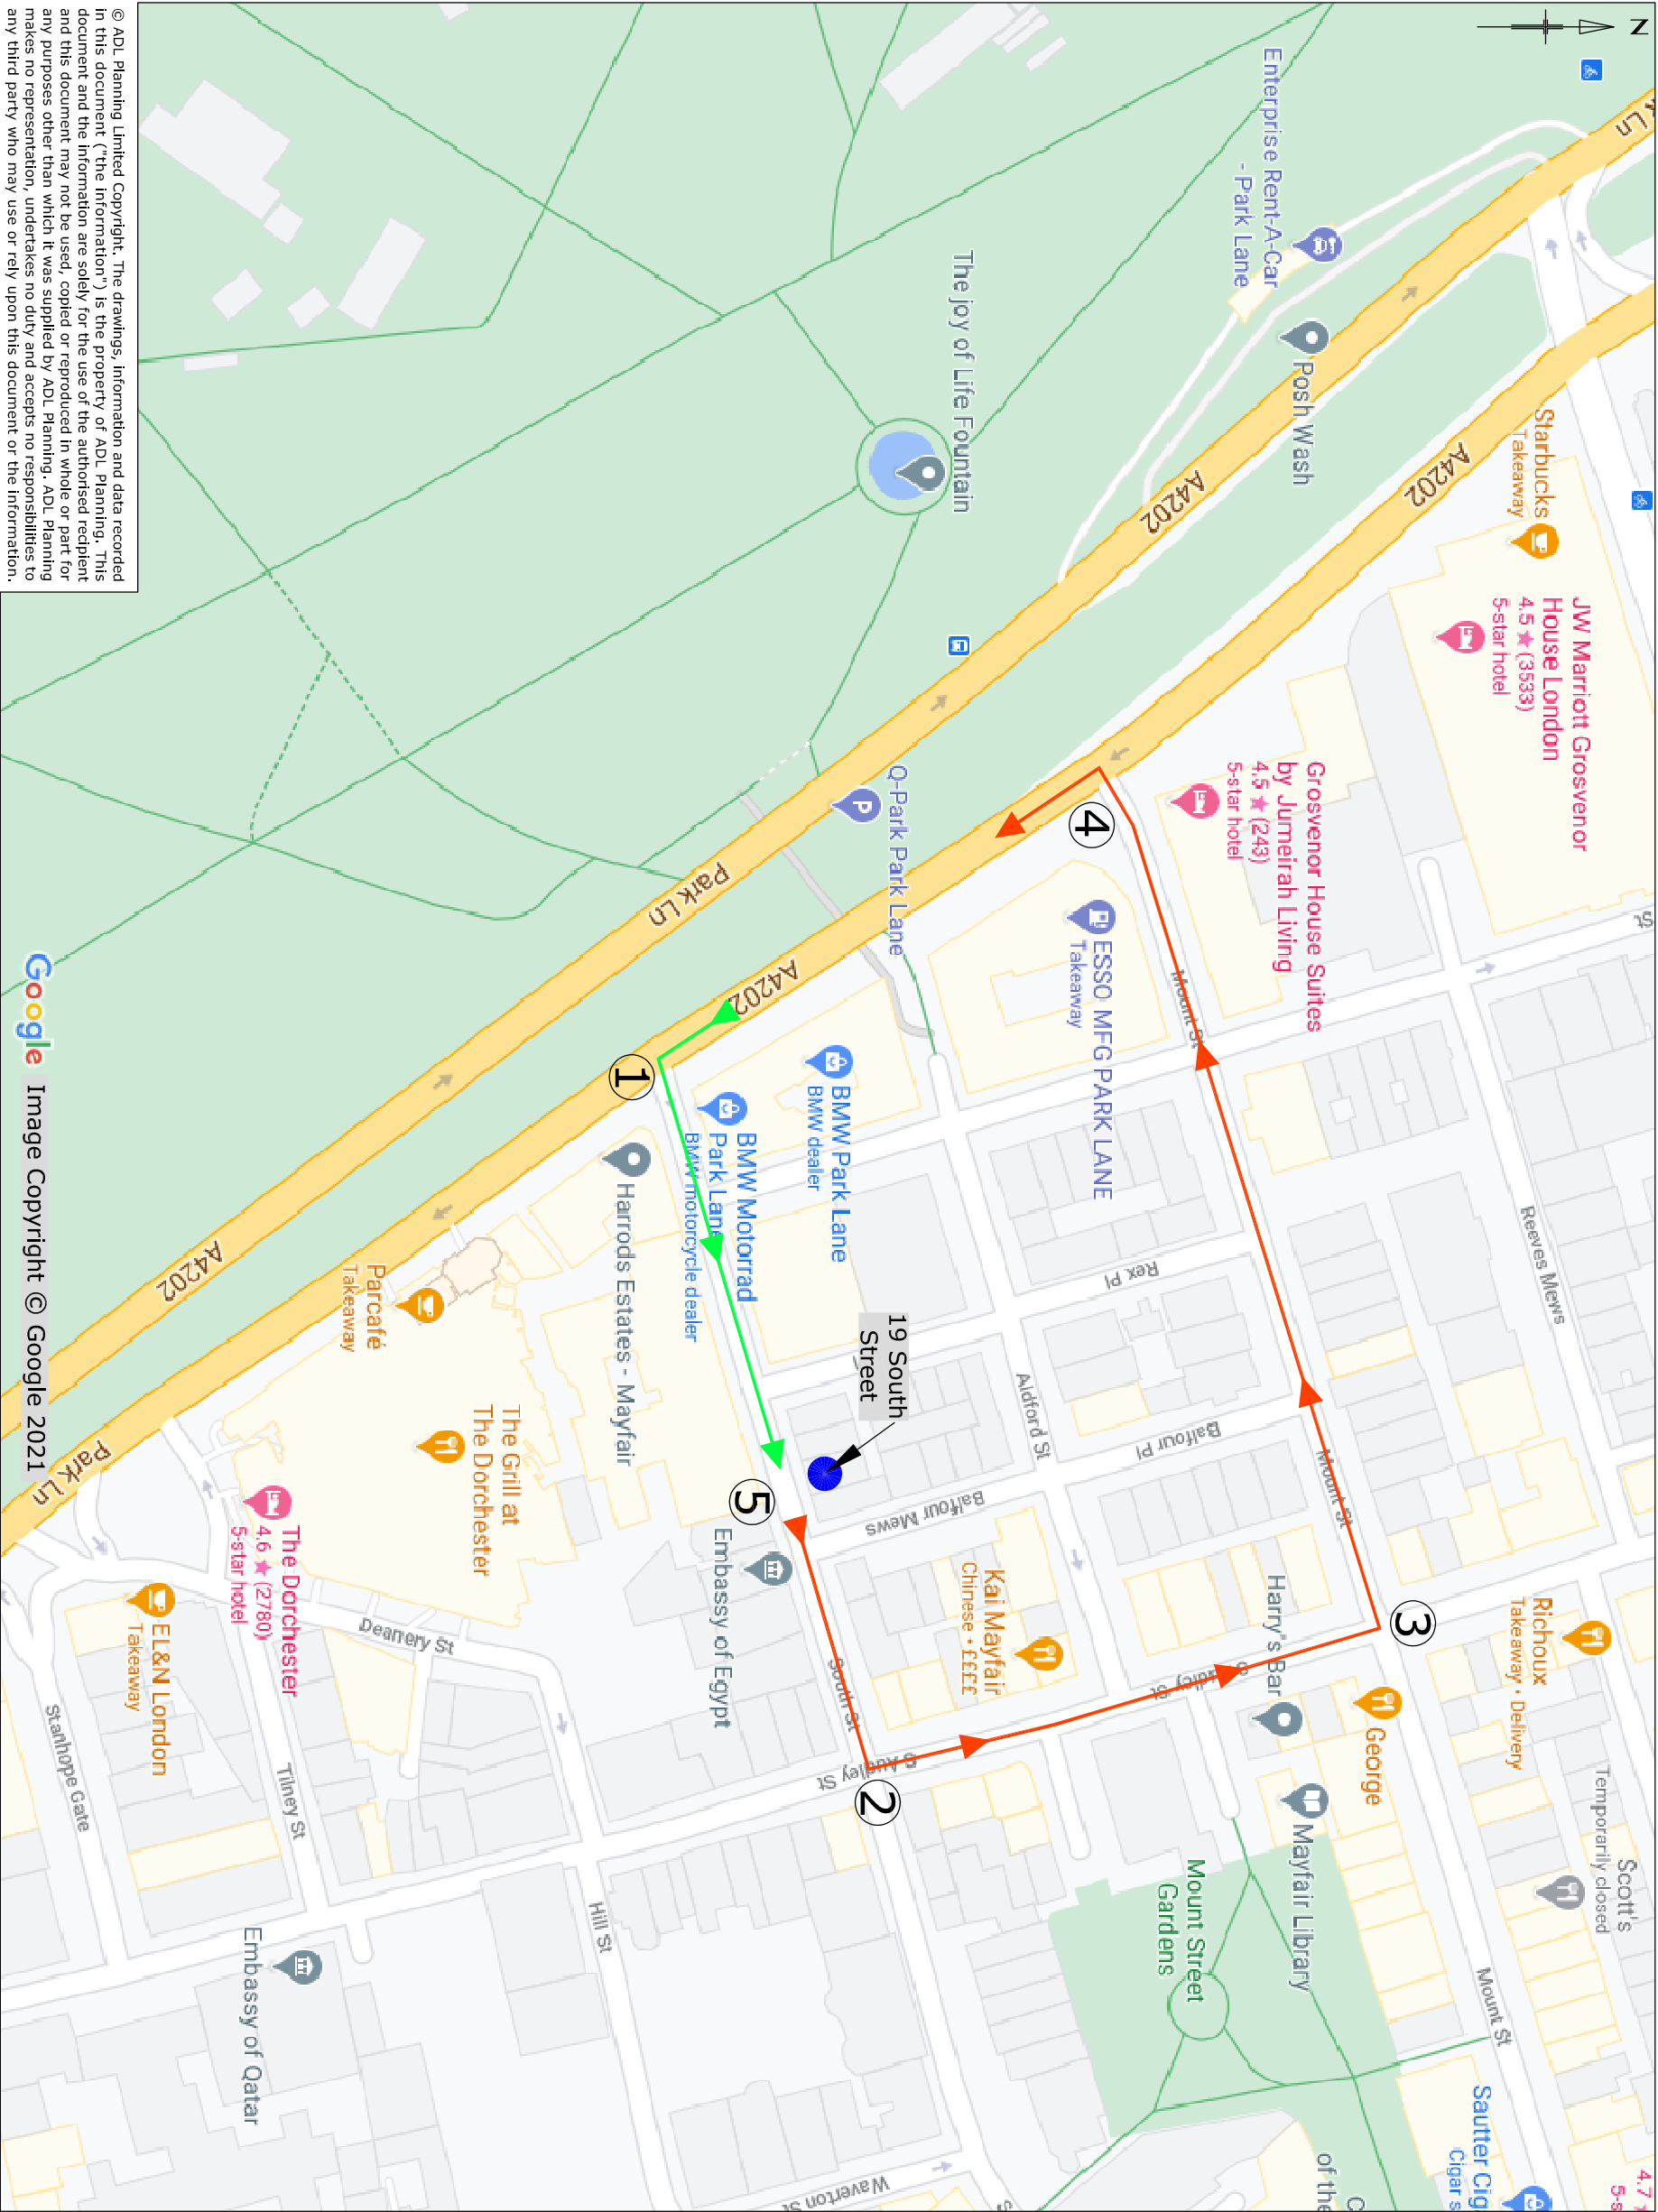 N
Ln
Enterprise Rent-A-Car
- Park Lane
Posh Wash
The joy of Life Fountain
A4202
A4202
Starbucks
Takeaway
JW Marriott Grosvenor
House London
4.5 ★ (3533)
5-star hotel
Grosvenor House Suites
by Jumeirah Living
4.5 ★ (243)
5-star hotel
St
Reeves Mews
Richoux
Takeaway • Delivery
Scott's
Temporarily closed
4.7
5-s
Sautter Cig
Cigar s
Mount St
Mount St
Mount St
3
4
George
Harry's Bar
Mayfair Library
Mount Street
Gardens
of the
C
ESSO MFG PARK LANE
Takeaway
Rex Pl
Balfour Pl
Aldford St
S Audley St
Kai Mayfair
Chinese • ££££
Balfour Mews
Q-Park Park Lane
P
Park Ln
A4202
BMW Park Lane
BMW dealer
BMW Motorrad
Park Lane
BMW motorcycle dealer
1
19 South
Street
5
South St
S Audley St
2
Harrods Estates - Mayfair
Embassy of Egypt
The Grill at
The Dorchester
Parcafé
Takeaway
A4202
Park Ln
The Dorchester
4.6 ★ (2780)
5-star hotel
Deanery St
EL&N London
Takeaway
Tilney St
Stanhope Gate
Hill St
Embassy of Qatar
Waverton St
Google Image Copyright © Google 2021
© ADL Planning Limited Copyright. The drawings, information and data recorded
in this document ("the information") is the property of ADL Planning. This
document and the information are solely for the use of the authorised recipient
and this document may not be used, copied or reproduced in whole or part for
any purposes other than which it was supplied by ADL Planning. ADL Planning
makes no representation, undertakes no duty and accepts no responsibilities to
any third party who may use or rely upon this document or the information.